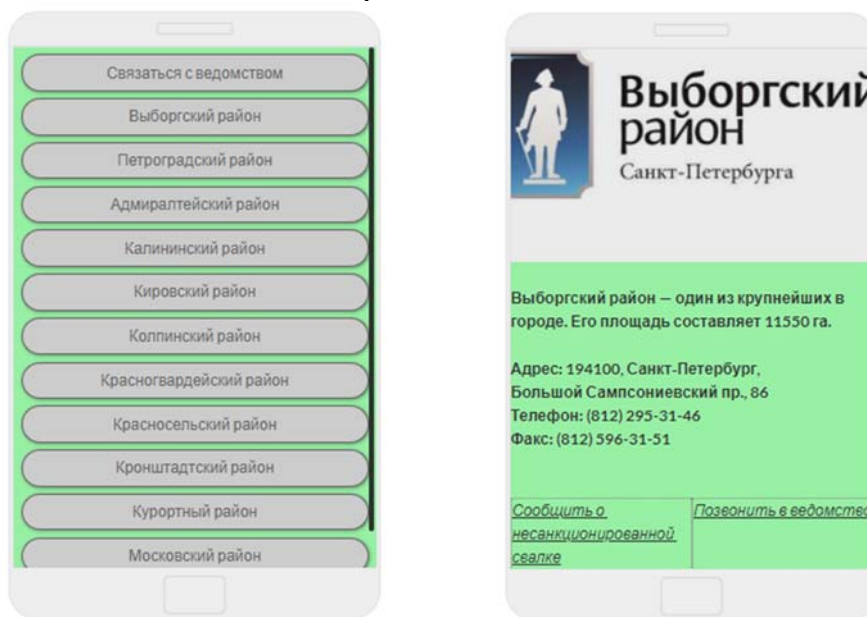 Связаться с ведомством
Выборгский район
Петроградский район
Адмиралтейский район
Калининский район
Кировский район
Колпинский район
Красногвардейский район
Красносельский район
Кронштадтский район
Курортный район
Московский район
Выборгский
район
Санкт-Петербурга
Выборгский район — один из крупнейших в
городе. Его площадь составляет 11550 га.
Адрес: 194100, Санкт-Петербург,
Большой Сампсониевский пр., 86
Телефон: (812) 295-31-46
Факс: (812) 596-31-51
Сообщить о
несанкционированной
свалке
Позвонить в ведомство